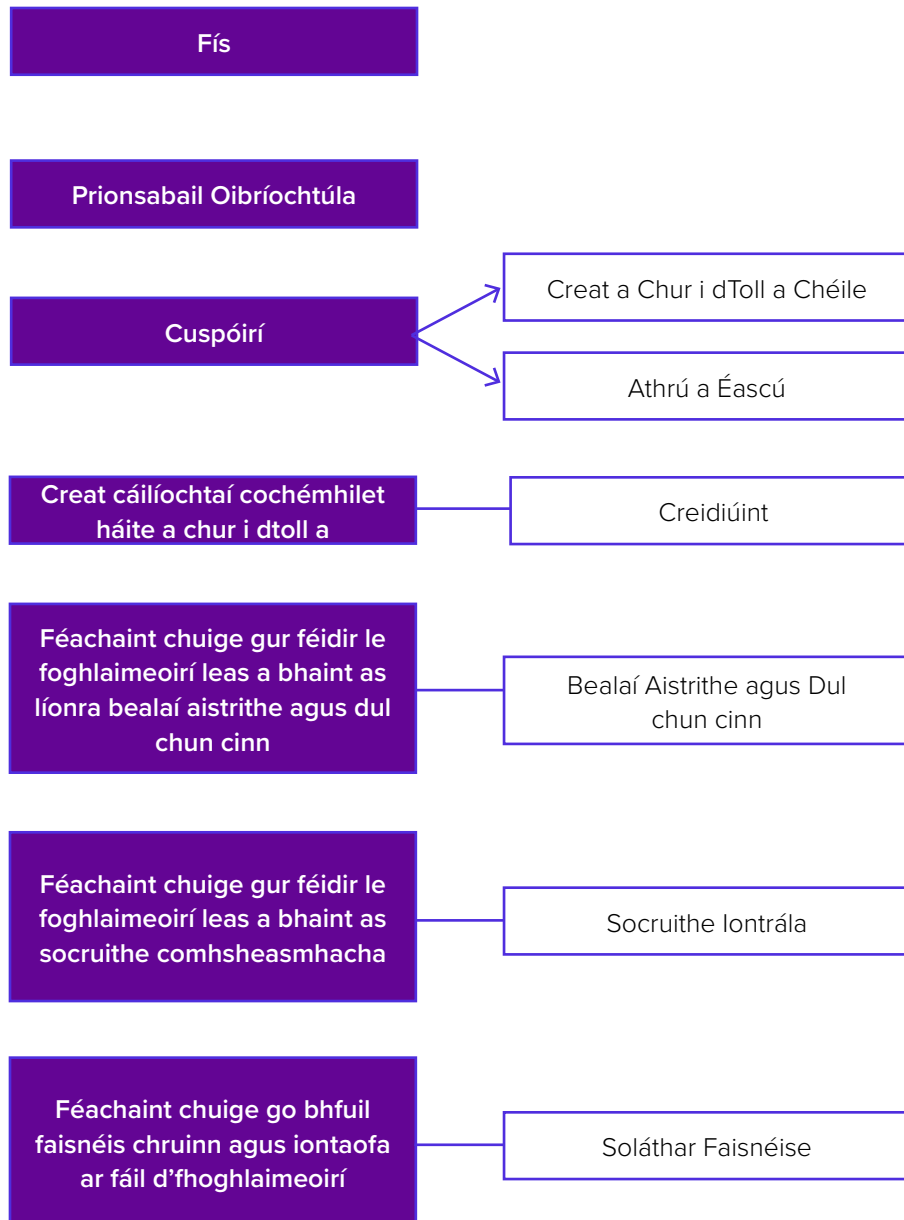 Fís
Prionsabail Oibríochtúla
Creat a Chur i dToll a Chéile
Cuspóirí
Athrú a Éascú
Creat cáilíochtaí cochémhilet
háite a chur i dtoll a
Creidiúint
Féachaint chuige gur féidir le
foghlaimeoirí leas a bhaint as
líonra bealaí aistrithe agus dul
chun cinn
Bealaí Aistrithe agus Dul
chun cinn
Féachaint chuige gur féidir le
foghlaimeoirí leas a bhaint as
socruithe comhsheasmhacha
Socruithe Iontrála
Féachaint chuige go bhfuil
faisnéis chruinn agus iontaofa
ar fáil d’fhoghlaimeoirí
Soláthar Faisnéise